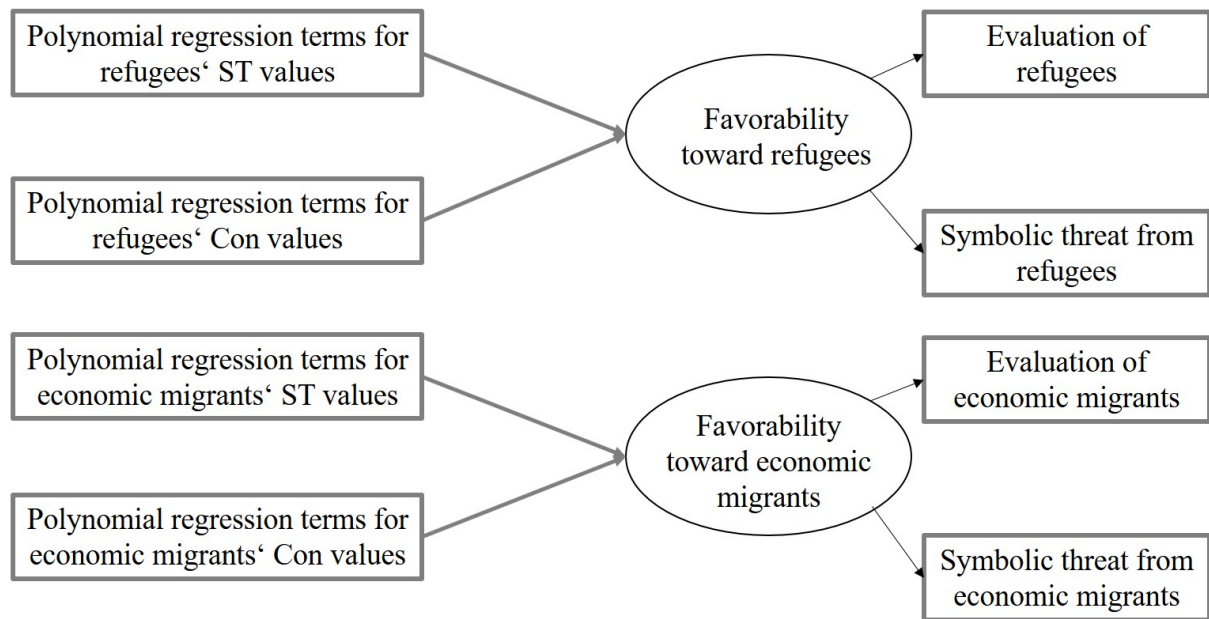 Polynomial regression terms for
refugees‘ ST values
Polynomial regression terms for
refugees‘ Con values
Favorability
toward refugees
Evaluation of
refugees
Symbolic threat from
refugees
Polynomial regression terms for
economic migrants‘ ST values
Polynomial regression terms for
economic migrants‘ Con values
Favorability
toward economic
migrants
Evaluation of
economic migrants
Symbolic threat from
economic migrants